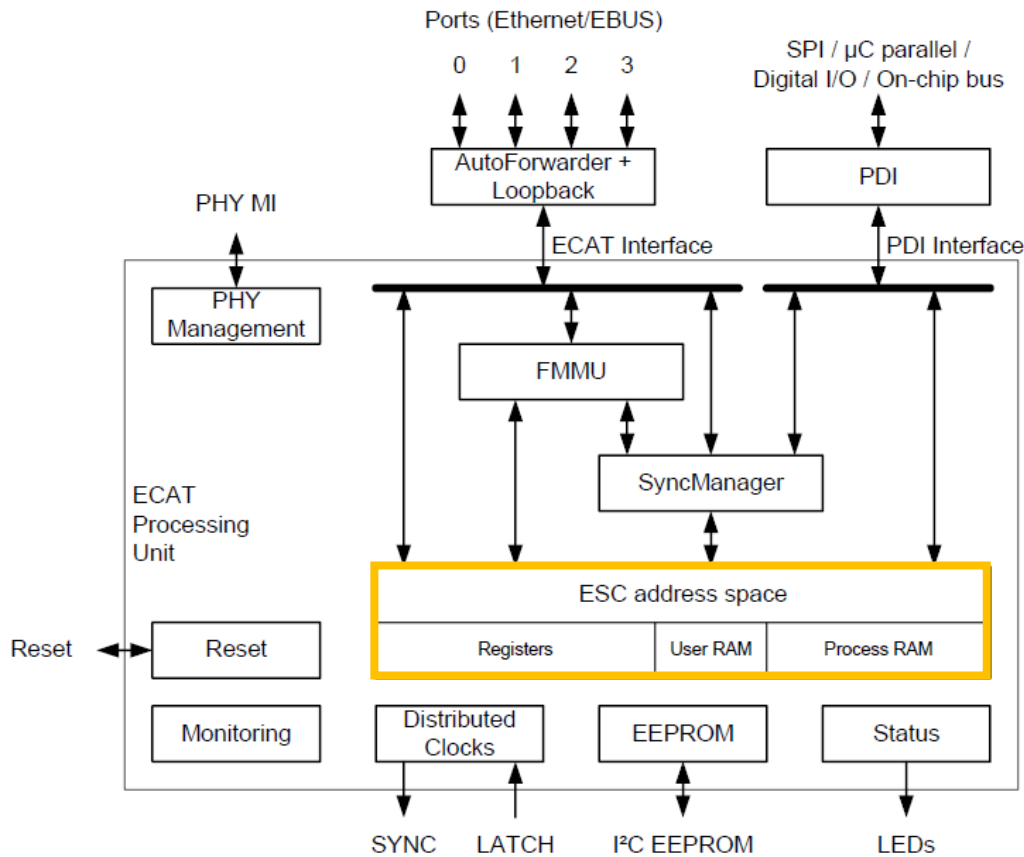 Ports (Ethernet/EBUS)
0 1 2 3
SPI / µC parallel /
Digital I/O / On-chip bus
AutoForwarder +
Loopback
PDI
PHY MI
ECAT Interface
PDI Interface
PHY
Management
FMMU
SyncManager
ECAT
Processing
Unit
ESC address space
Registers User RAM Process RAM
Reset
Reset
Monitoring
Distributed
Clocks
EEPROM
Status
SYNC
LATCH
I²C EEPROM
LEDs